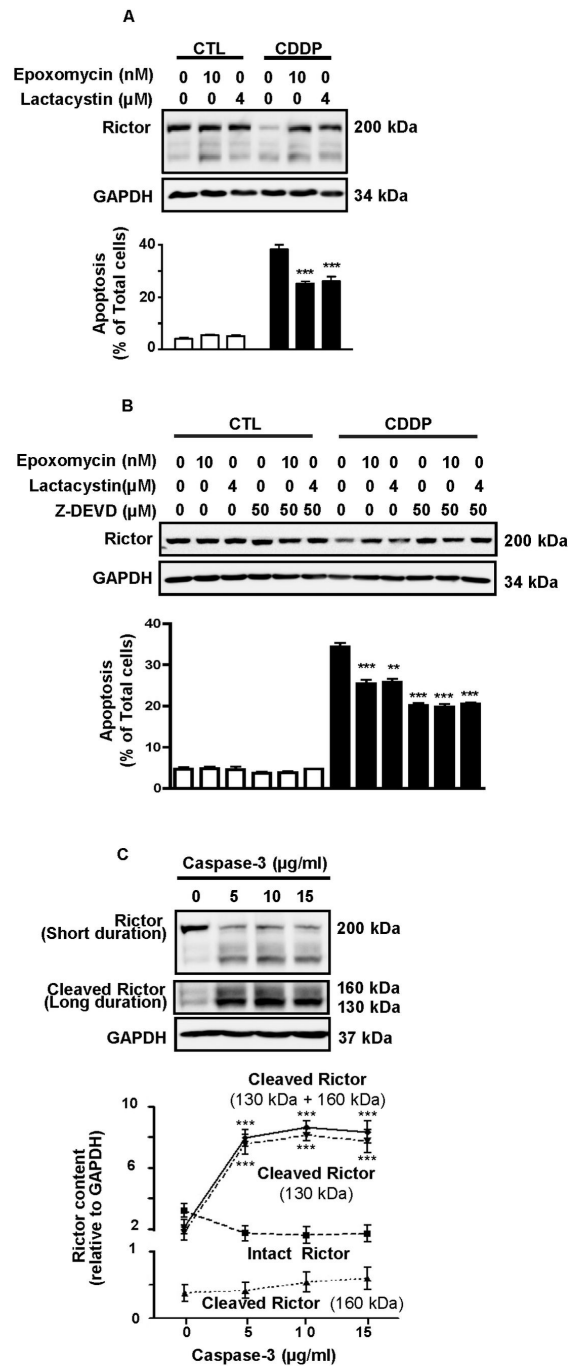 A
CTL CDDP
Epoxomycin (nM) 0 10 0 0 10 0
Lactacystin (µM) 0 0 4 0 0 4
Rictor 200 kDa
GAPDH 34 kDa
40
20
0
Apoptosis
(% of Total cells)
*** ***
B
CTL CDDP
Epoxomycin (nM) 0 10 0 0 10 0 0 10 0 0 10 0
Lactacystin(µM) 0 0 4 0 0 4 0 0 4 0 0 4
Z-DEVD (µM) 0 0 0 50 50 50 0 0 0 50 50 50
Rictor 200 kDa
GAPDH 34 kDa
40
30
20
10
0
Apoptosis
(% of Total cells)
*** ** *** *** ***
C
Caspase-3 (µg/ml)
0 5 10 15
Rictor
(Short duration)
200 kDa
Cleaved Rictor
(Long duration)
160 kDa
130 kDa
GAPDH 37 kDa
Cleaved Rictor
(130 kDa + 160 kDa)
*** *** ***
*** *** ***
Cleaved Rictor
(130 kDa)
Intact Rictor
Cleaved Rictor (160 kDa)
10
6
2
1
0
Rictor content
(relative to GAPDH)
0 5 10 15
Caspase-3 (µg/ml)